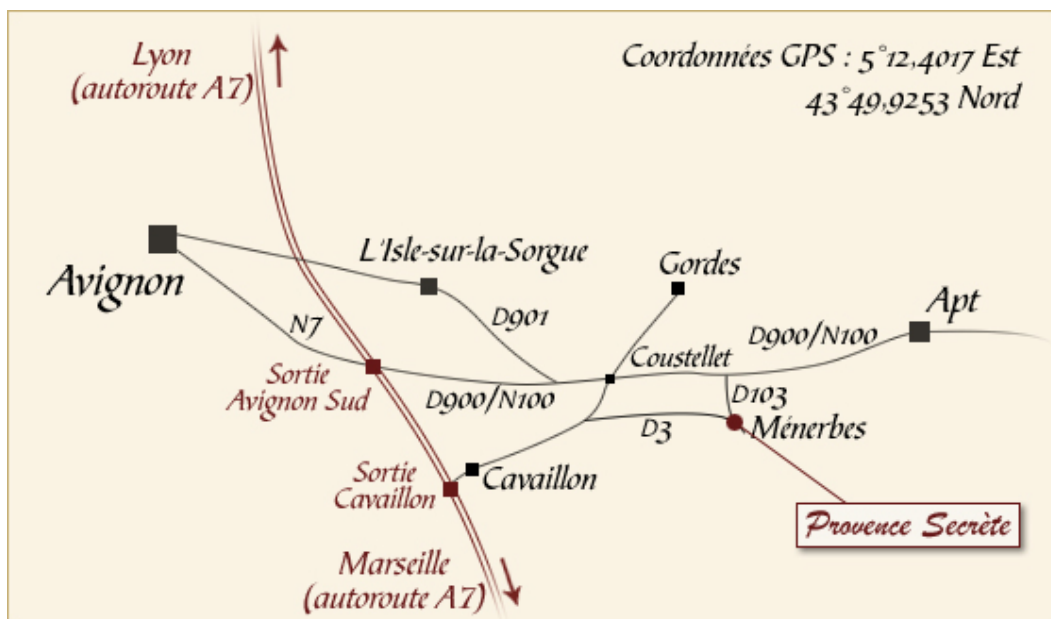 Lyon
(autoroute A7)
Coordonnées GPS : 5°12,4017 Est
43°49,9253 Nord
Avignon
L'Isle-sur-la-Sorgue
Gordes
Apt
N7
D901
D900/N100
Coustellet
Sortie
Avignon Sud
D900/N100
D103
D3
Ménerbes
Sortie
Cavaillon
Cavaillon
Provence Secrète
Marseille
(autoroute A7)